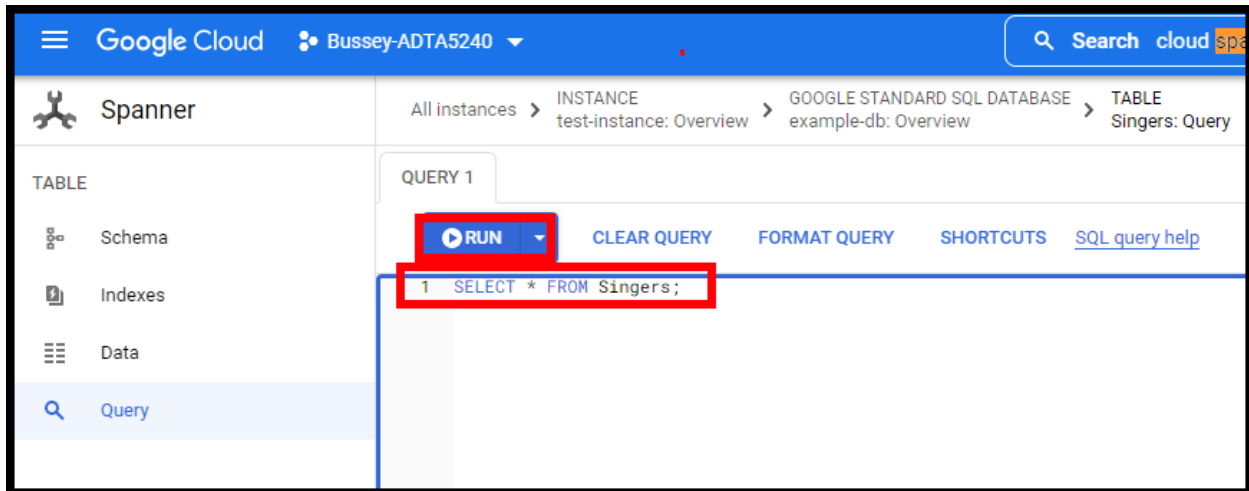 Google Cloud Bussey-ADTA5240 Search cloud spa
Spanner
All instances > INSTANCE
test-instance: Overview > GOOGLE STANDARD SQL DATABASE
example-db: Overview > TABLE
Singers: Query
TABLE
QUERY 1
Schema
RUN CLEAR QUERY FORMAT QUERY SHORTCUTS SQL query help
1 SELECT * FROM Singers;
Indexes
Data
Query